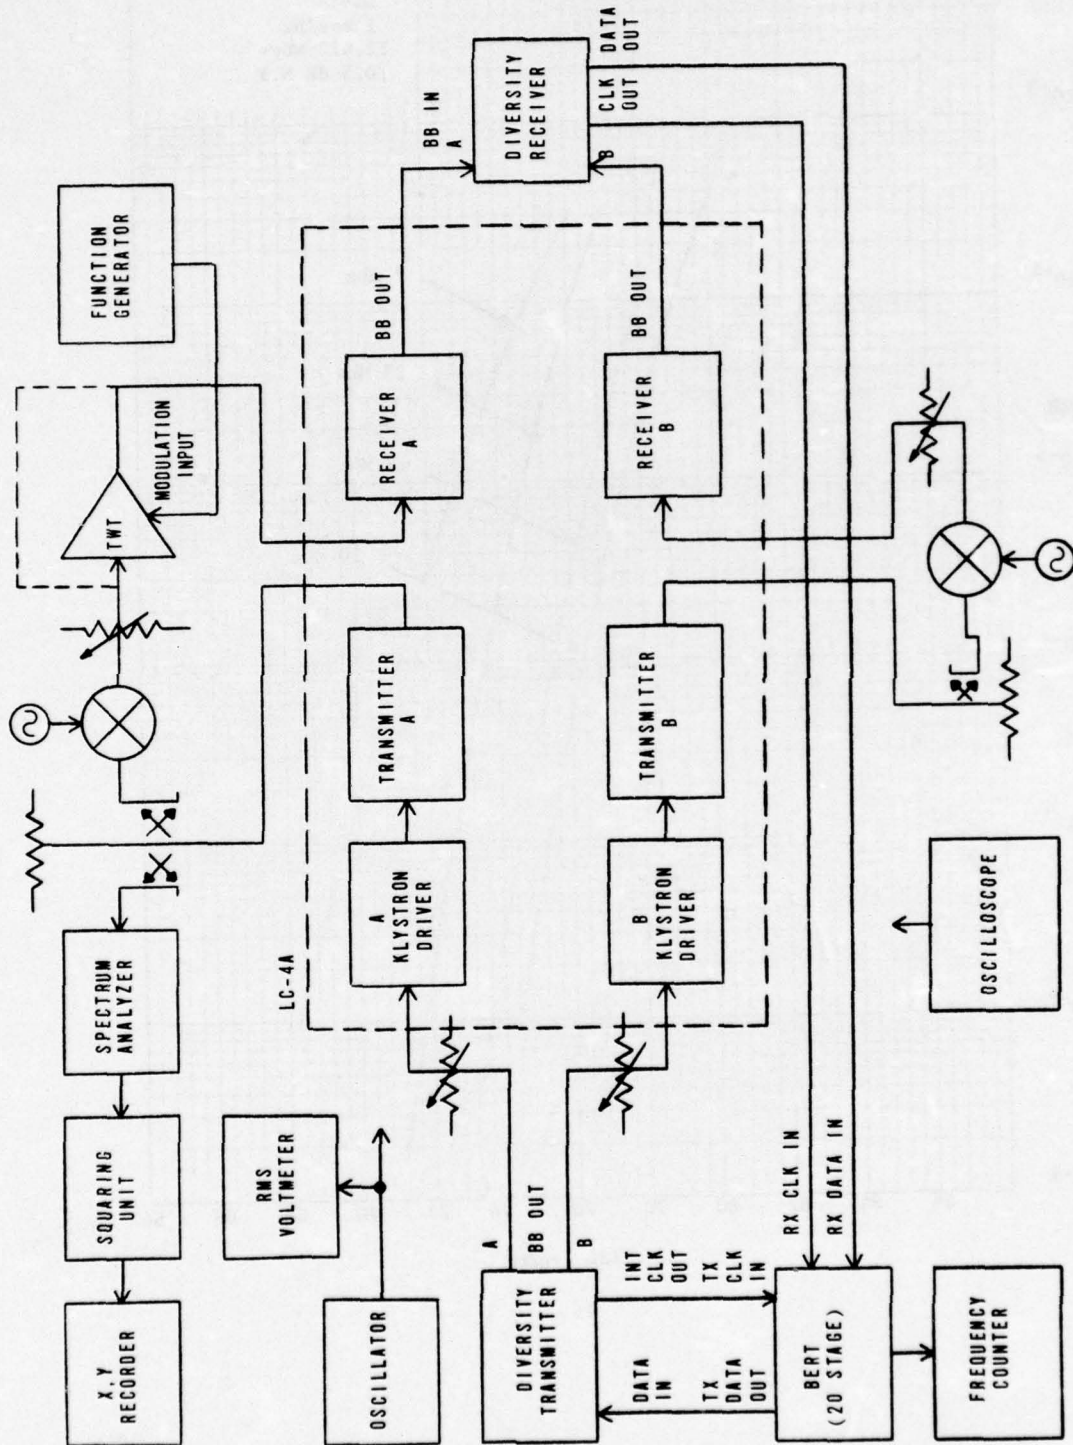 X,Y
RECORDER
SQUARING
UNIT
SPECTRUM
ANALYZER
TWT
MODULATION
INPUT
FUNCTION
GENERATOR
OSCILLATOR
RMS
VOLTMETER
LC-4A
DIVERSITY
TRANSMITTER
A
BB OUT
B
A
KLYSTRON
DRIVER
TRANSMITTER
A
RECEIVER
A
BB OUT
BB IN
A
B
KLYSTRON
DRIVER
TRANSMITTER
B
RECEIVER
B
BB OUT
B
DIVERSITY
RECEIVER
CLK
OUT
DATA
OUT
DATA
IN
TX
DATA
OUT
INT
CLK
OUT
TX
CLK
IN
BERT
(20 STAGE)
RX CLK IN
RX DATA IN
FREQUENCY
COUNTER
OSCILLOSCOPE